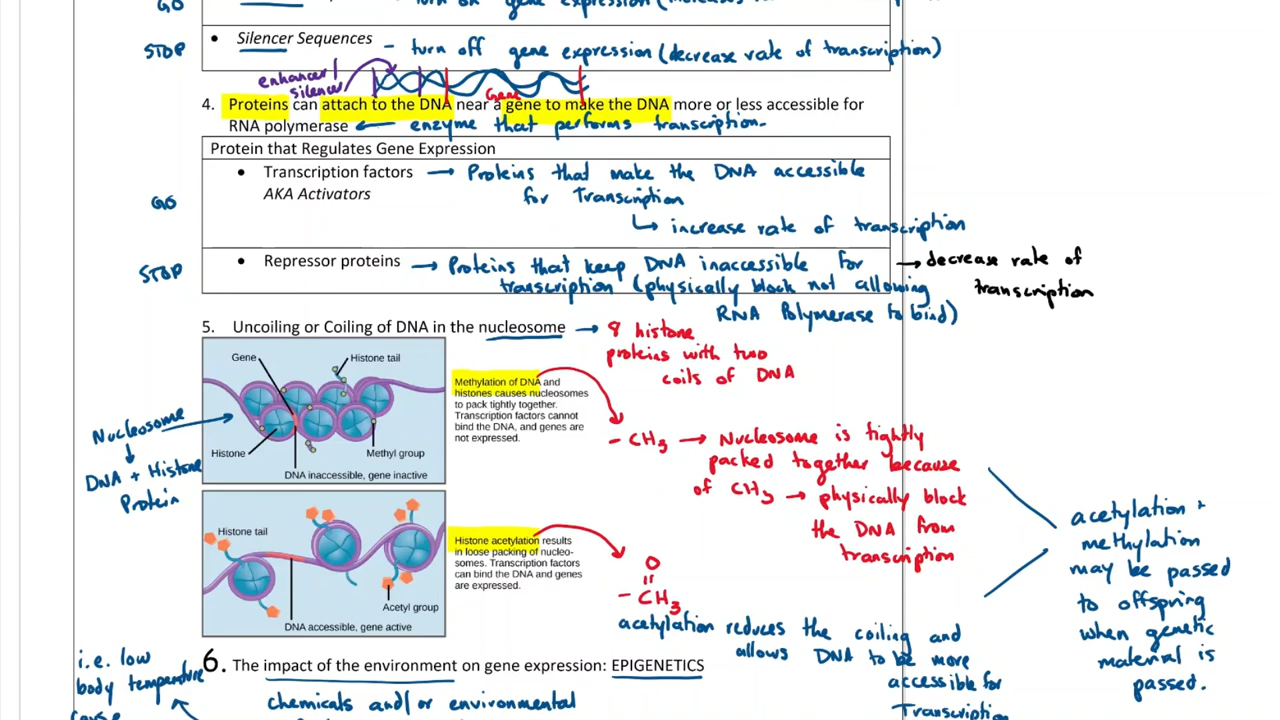 GO
turn on gene expression (increases
• Silencer Sequences - turn off gene expression (decrease rate of transcription)
STOP
enhancer/
silencer
Gene
4. Proteins can attach to the DNA near a gene to make the DNA more or less accessible for
RNA polymerase ← enzyme that performs transcription.
Protein that Regulates Gene Expression
• Transcription factors → Proteins that make the DNA accessible
AKA Activators for Transcription
GO
↳ increase rate of transcription
• Repressor proteins → Proteins that keep DNA inaccessible for → decrease rate of
STOP
transcription (physically block not allowing transcription
RNA Polymerase to bind)
5. Uncoiling or Coiling of DNA in the nucleosome → 8 histone
proteins with two
coils of DNA
Gene
Histone tail
Histone
Methyl group
DNA inaccessible, gene inactive
Methylation of DNA and
histones causes nucleosomes
to pack tightly together.
Transcription factors cannot
bind the DNA, and genes are
not expressed.
Nucleosome
↓
DNA + Histone
Protein
- CH3 → Nucleosome is tightly
packed together because
of CH3 → physically block
the DNA from
transcription
Histone tail
Acetyl group
DNA accessible, gene active
Histone acetylation results
in loose packing of nucleo-
somes. Transcription factors
can bind the DNA and genes
are expressed.
O
=
- CH3
acetylation reduces the coiling and
allows DNA to be more
accessible for
Transcription
acetylation +
methylation
may be passed
to offspring
when genetic
material is
passed.
6. The impact of the environment on gene expression: EPIGENETICS
i.e. low
body temperature
cause
chemicals and/or environmental